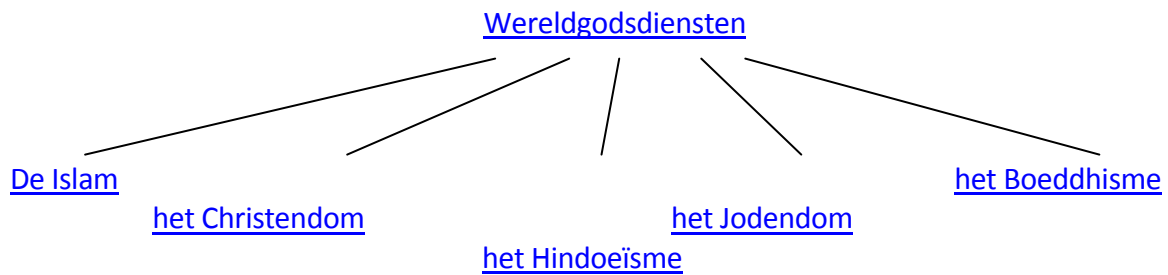 Wereldgodsdiensten
De Islam
het Boeddhisme
het Christendom
het Jodendom
het Hindoeïsme